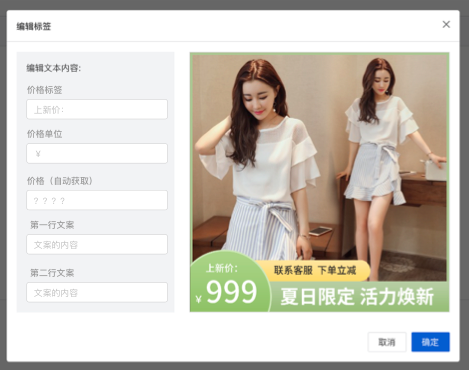 编辑标签
编辑文本内容:
价格标签
上新价:
价格单位
¥
价格（自动获取）
? ? ? ?
第一行文案
文案的内容
第二行文案
文案的内容
上新价:
¥ 999
联系客服 下单立减
夏日限定 活力焕新
取消
确定